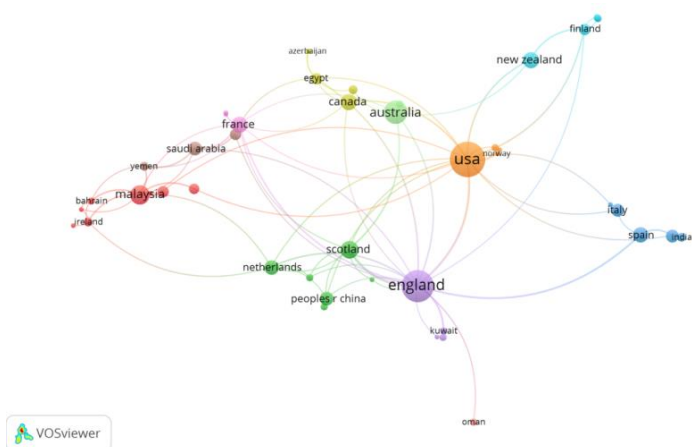 finland
new zealand
azerbaijan
egypt
canada
australia
france
saudi arabia
usa
norway
yemen
malaysia
bahrain
ireland
italy
spain
india
scotland
netherlands
england
peoples r china
kuwait
oman
VOSviewer